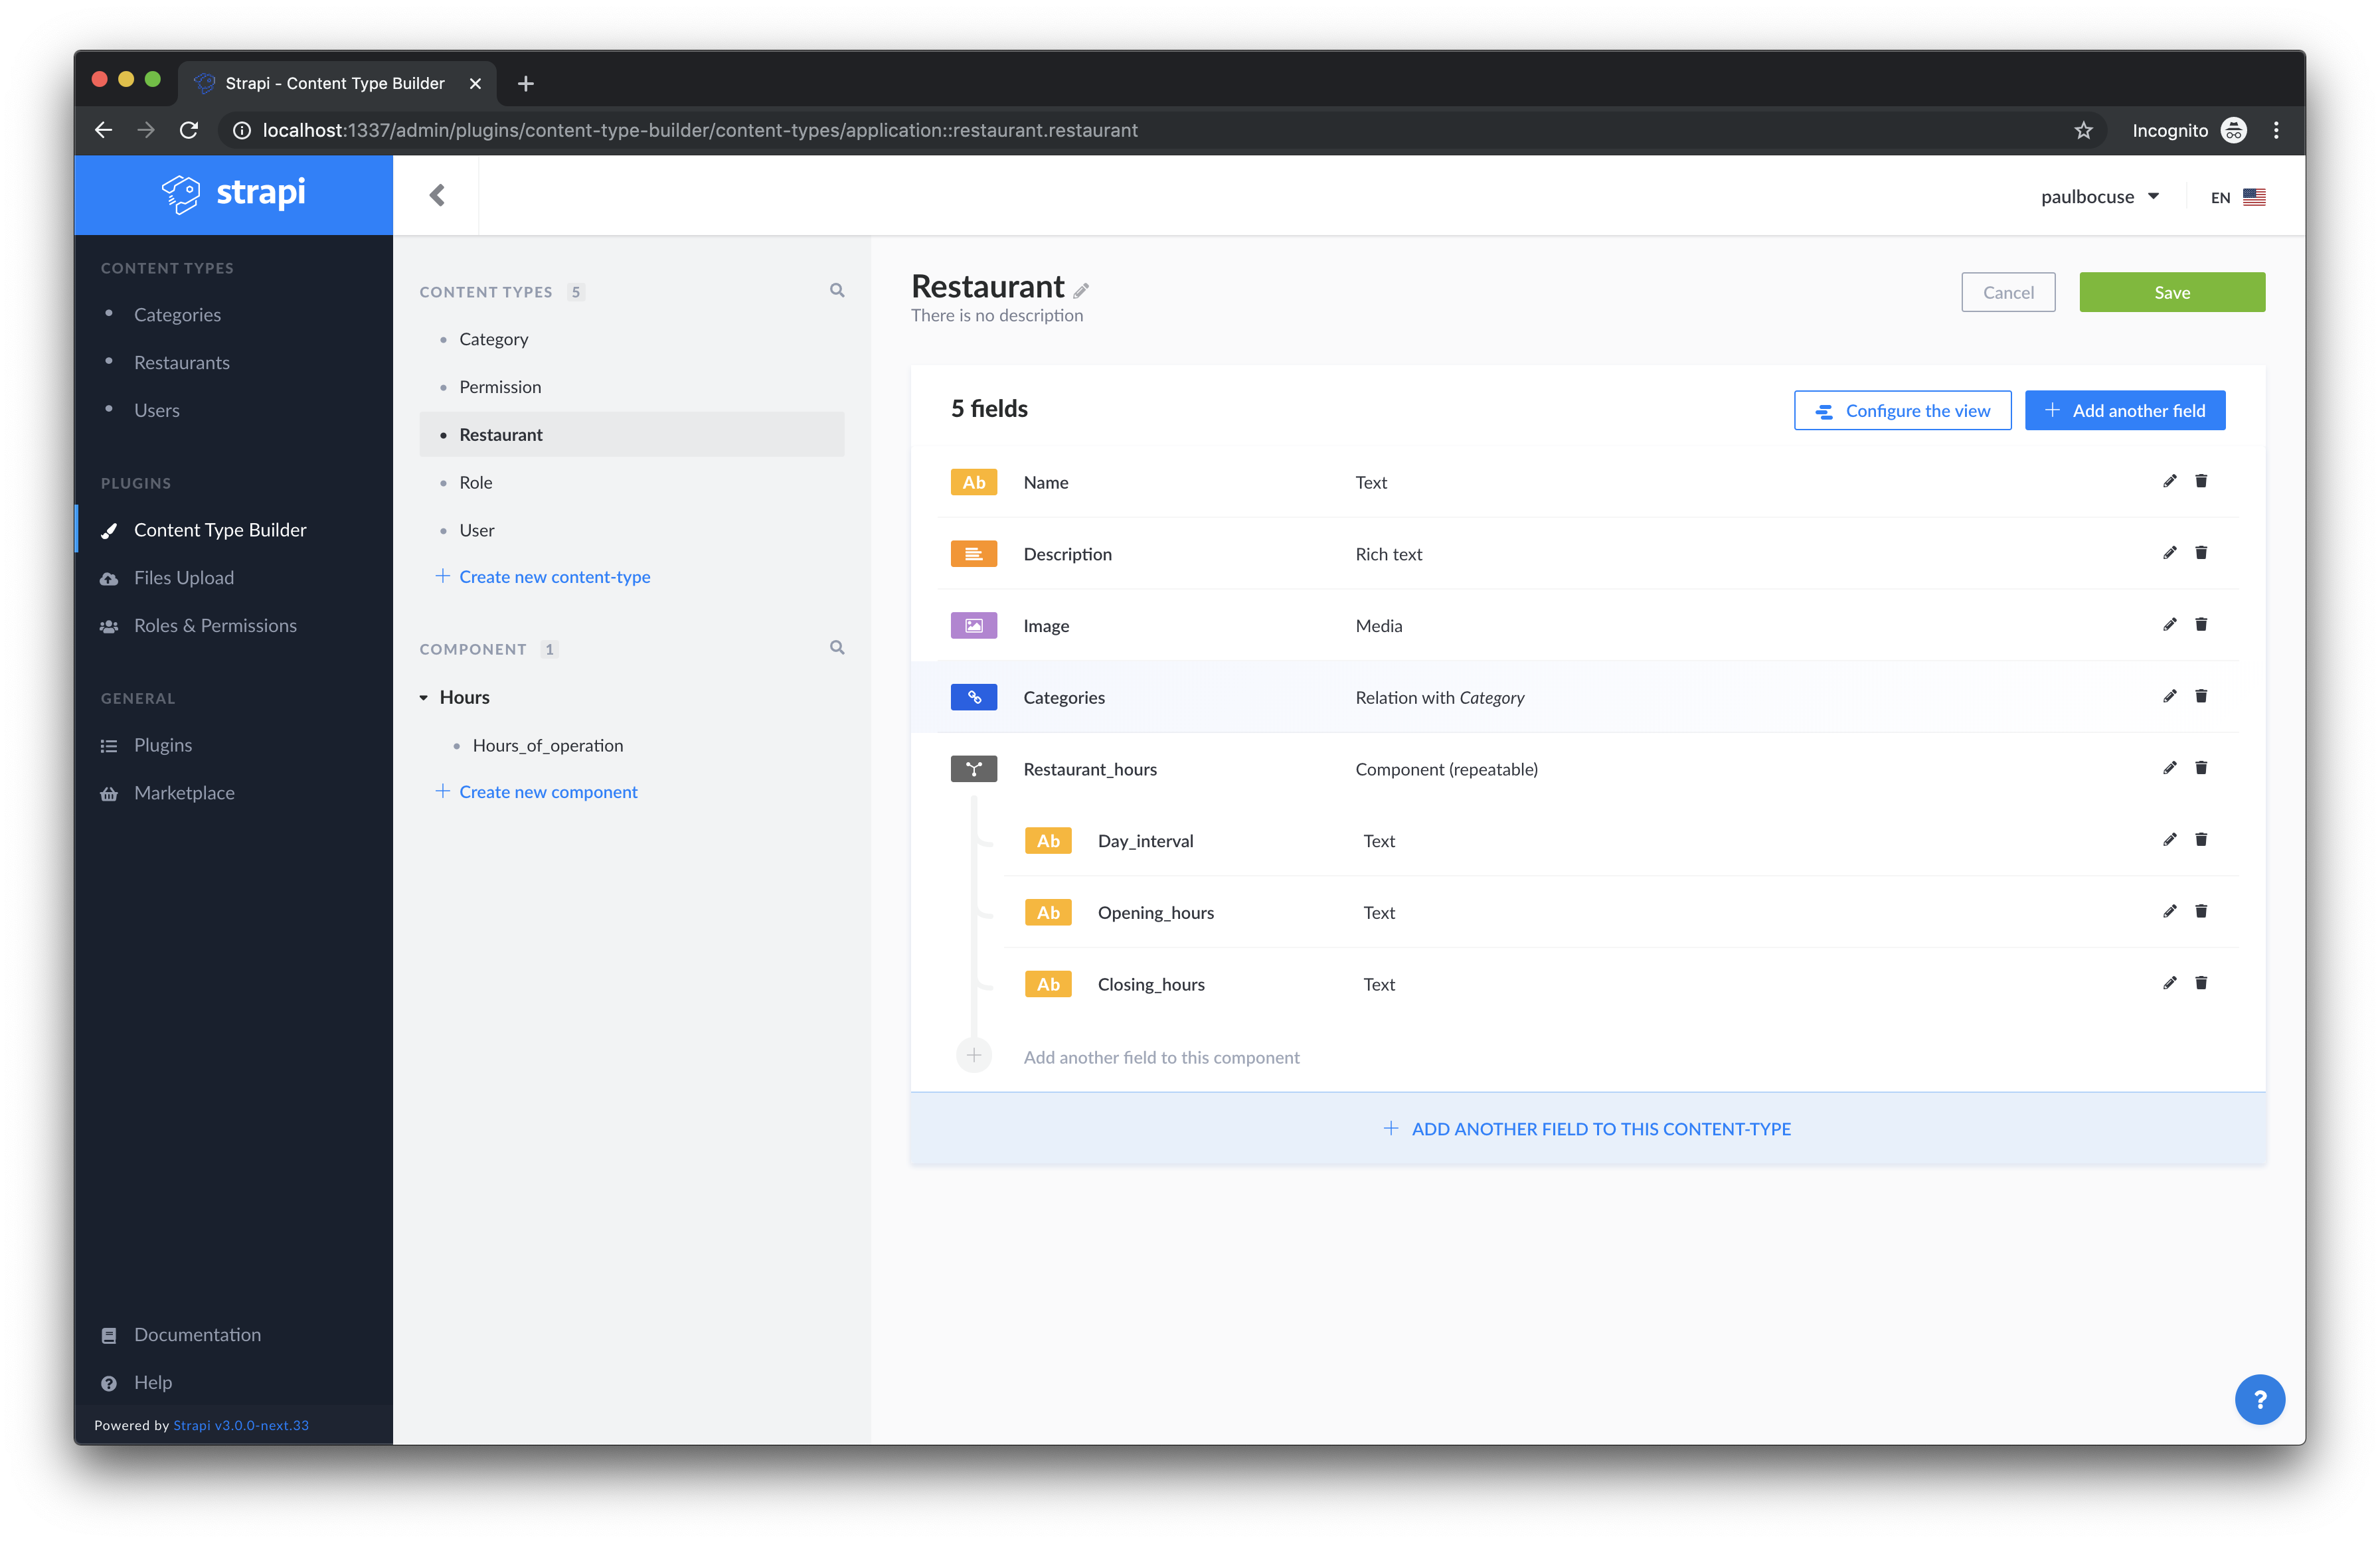 Strapi - Content Type Builder
localhost:1337/admin/plugins/content-type-builder/content-types/application::restaurant.restaurant
Incognito
strapi
paulbocuse
EN
CONTENT TYPES
Categories
Restaurants
Users
PLUGINS
Content Type Builder
Files Upload
Roles & Permissions
GENERAL
Plugins
Marketplace
Documentation
Help
Powered by Strapi v3.0.0-next.33
CONTENT TYPES 5
Category
Permission
Restaurant
Role
User
Create new content-type
COMPONENT 1
Hours
Hours_of_operation
Create new component
Restaurant
There is no description
Cancel
Save
5 fields
Configure the view
Add another field
Ab Name Text
Description Rich text
Image Media
Categories Relation with Category
Restaurant_hours Component (repeatable)
Ab Day_interval Text
Ab Opening_hours Text
Ab Closing_hours Text
Add another field to this component
ADD ANOTHER FIELD TO THIS CONTENT-TYPE
?